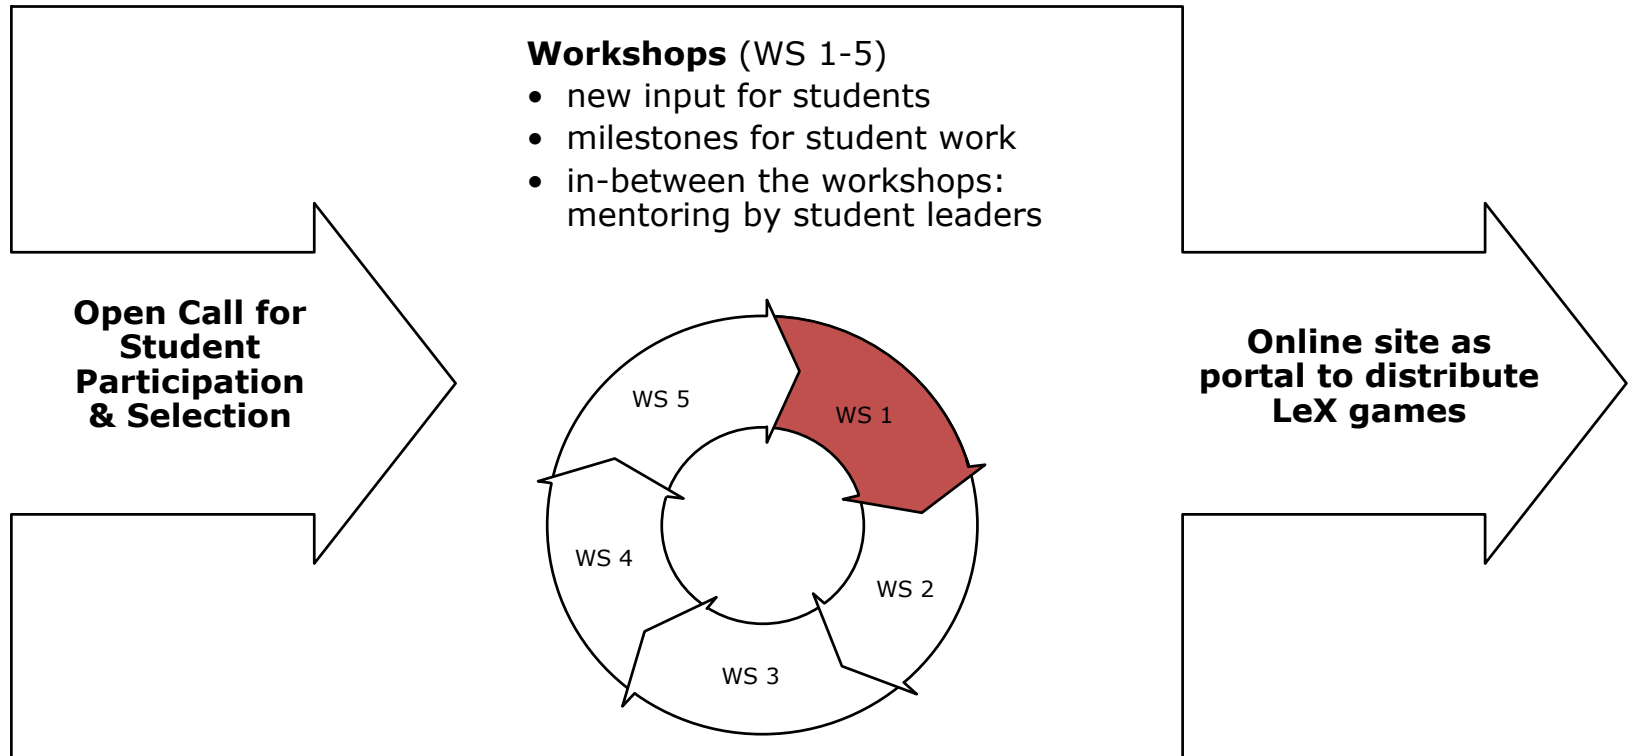 Workshops (WS 1-5)
• new input for students
• milestones for student work
• in-between the workshops:
mentoring by student leaders
Open Call for
Student
Participation
& Selection
WS 5
WS 1
WS 4
WS 2
WS 3
Online site as
portal to distribute
LeX games